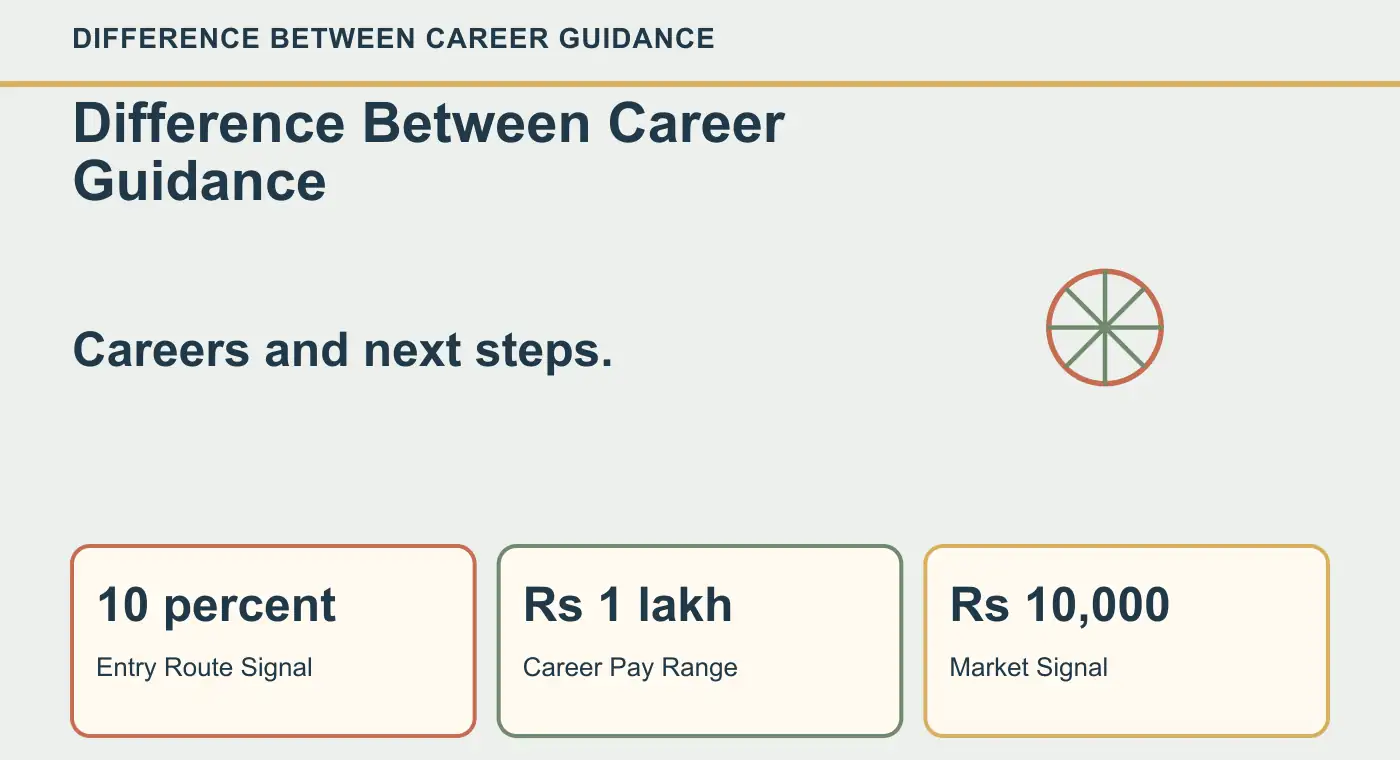 DIFFERENCE BETWEEN CAREER GUIDANCE
Difference Between Career
Guidance
Careers and next steps.
10 percent
Entry Route Signal
Rs 1 lakh
Career Pay Range
Rs 10,000
Market Signal